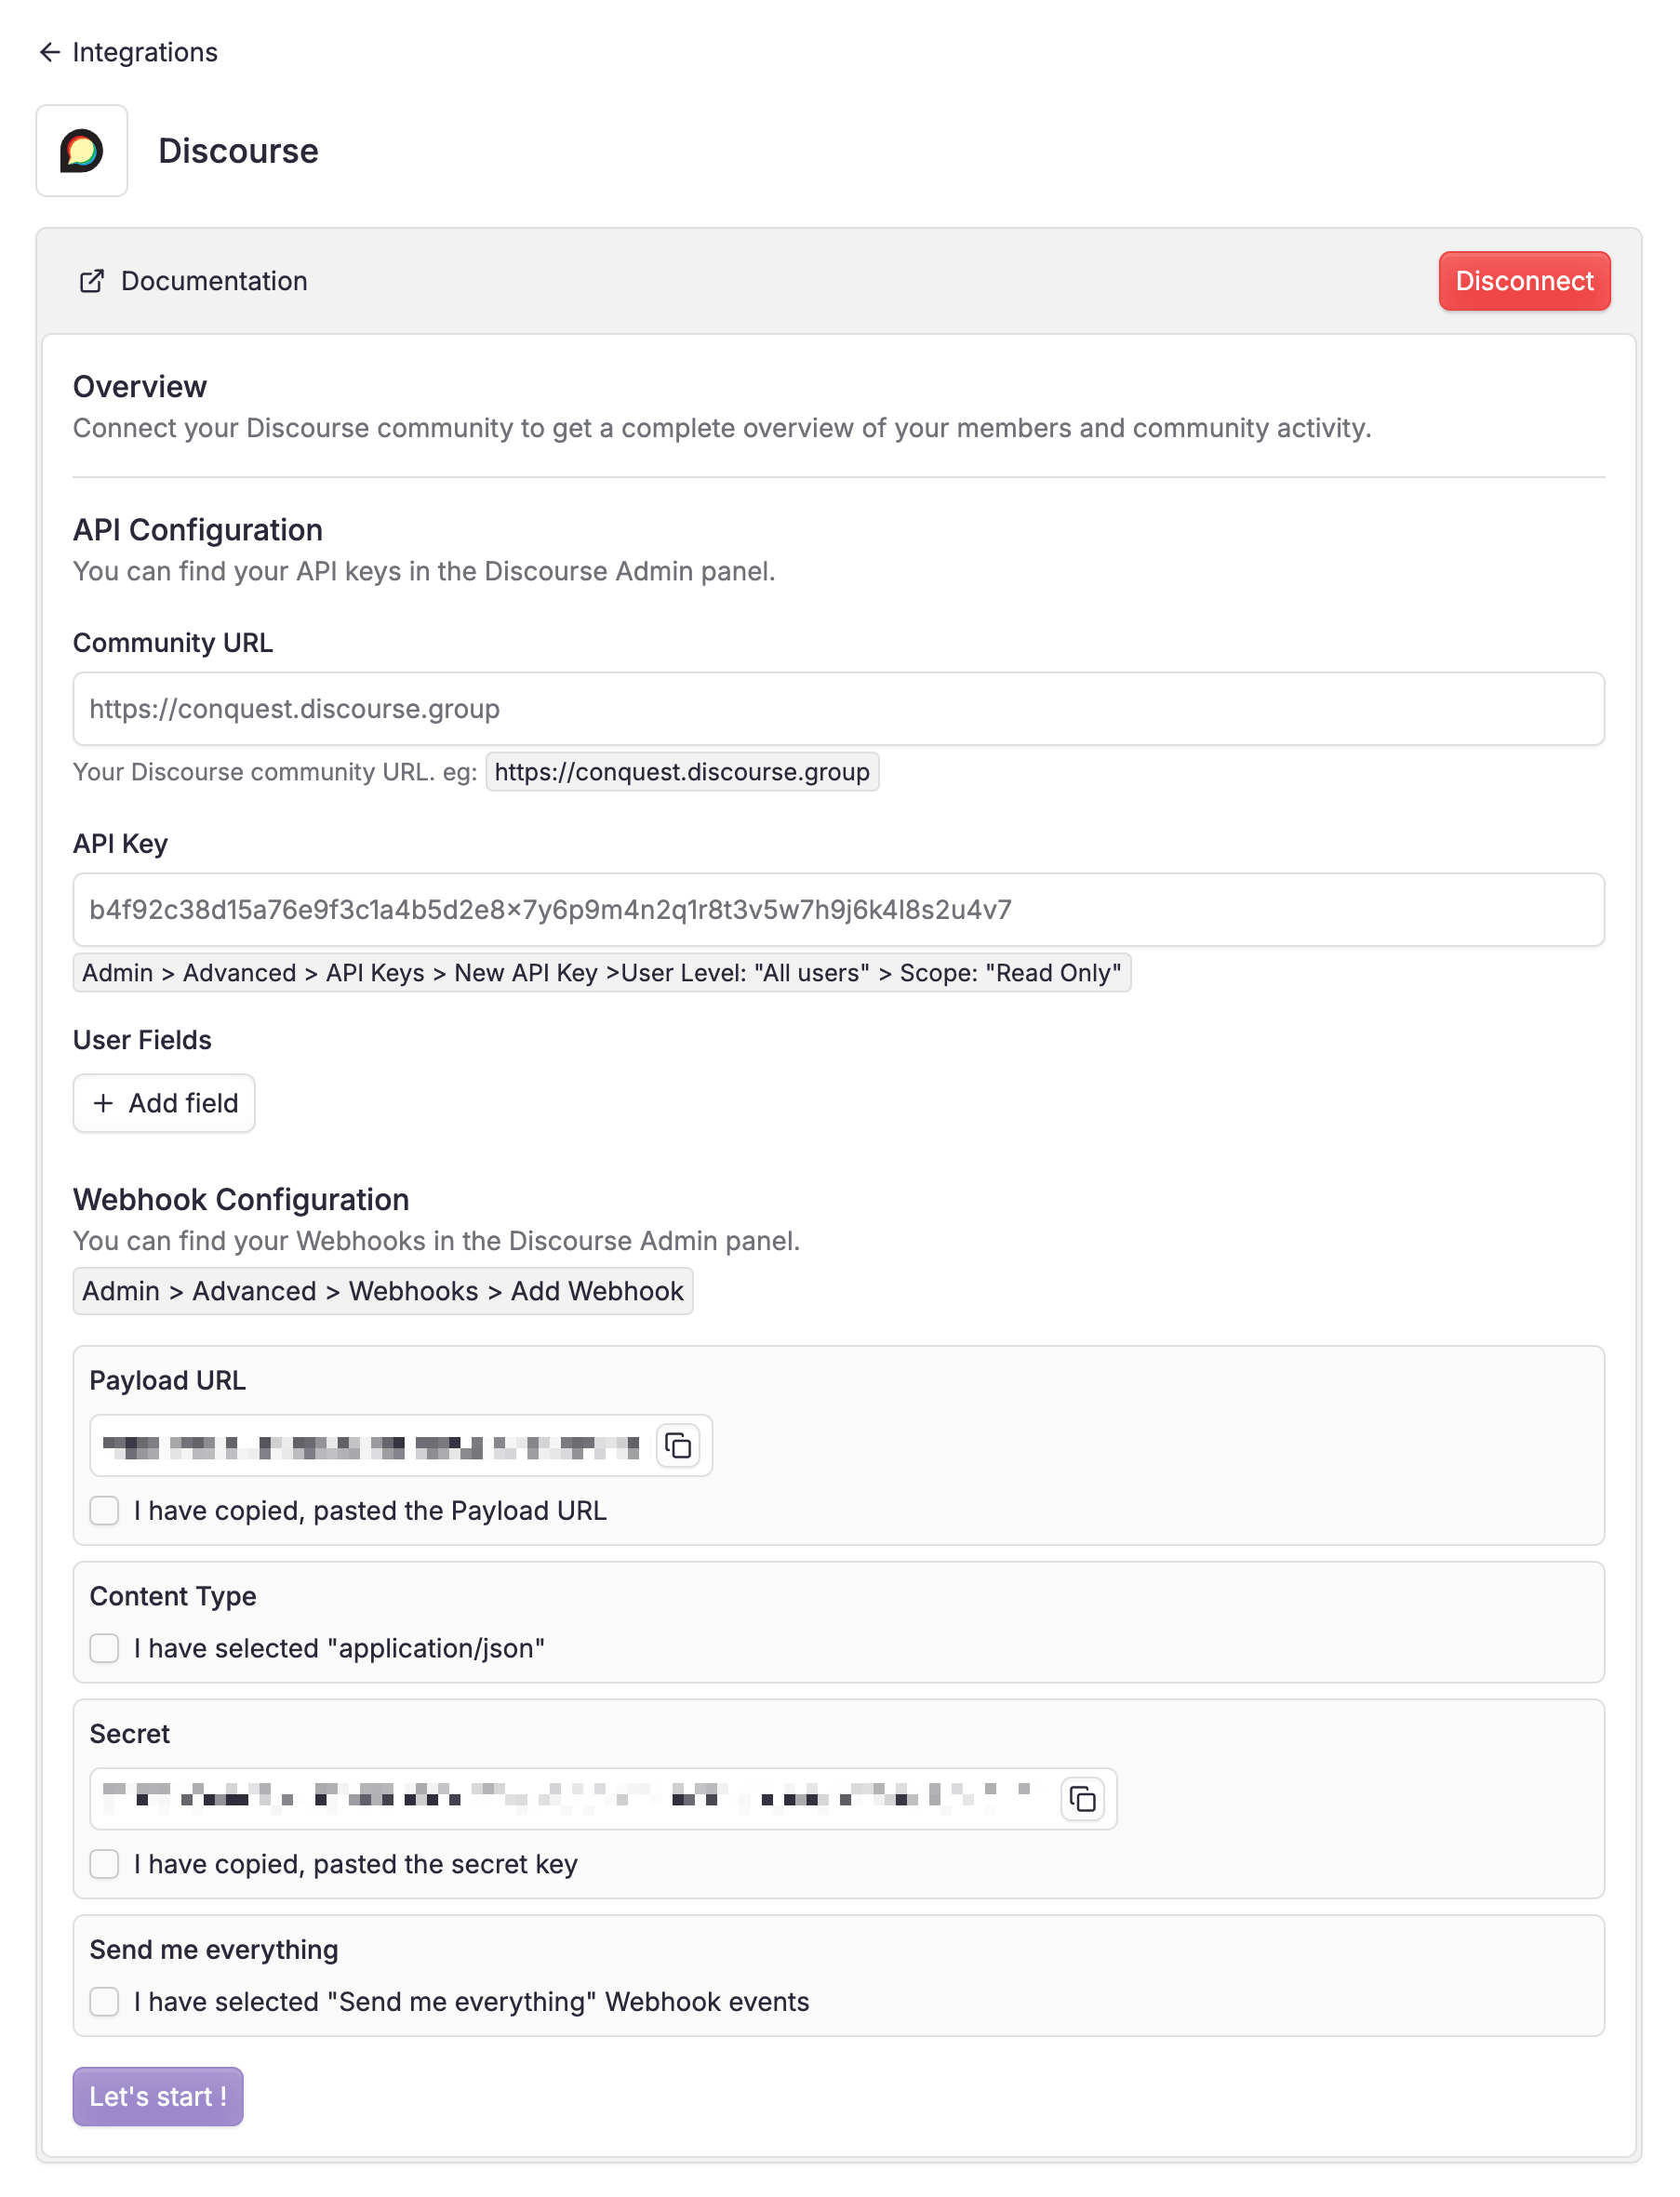 Integrations
Discourse
Documentation
Disconnect
Overview
Connect your Discourse community to get a complete overview of your members and community activity.
API Configuration
You can find your API keys in the Discourse Admin panel.
Community URL
https://conquest.discourse.group
Your Discourse community URL. eg: https://conquest.discourse.group
API Key
b4f92c38d15a76e9f3c1a4b5d2e8×7y6p9m4n2q1r8t3v5w7h9j6k4l8s2u4v7
Admin > Advanced > API Keys > New API Key >User Level: "All users" > Scope: "Read Only"
User Fields
+ Add field
Webhook Configuration
You can find your Webhooks in the Discourse Admin panel.
Admin > Advanced > Webhooks > Add Webhook
Payload URL
I have copied, pasted the Payload URL
Content Type
I have selected "application/json"
Secret
I have copied, pasted the secret key
Send me everything
I have selected "Send me everything" Webhook events
Let's start !